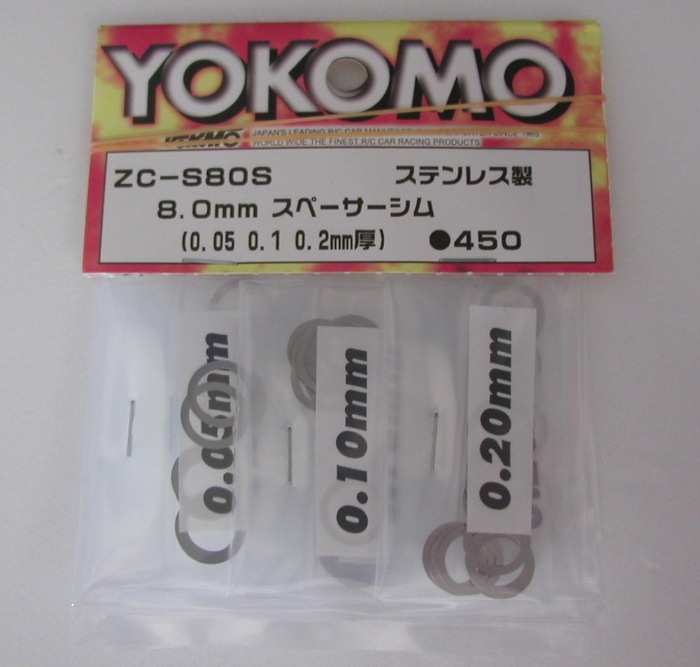 YOKOMO
YOKOMO JAPAN'S LEADING R/C CAR SINCE
WORLD WIDE THE FINEST R/C CAR RACING PRODUCTS
ZC-S80S ステンレス製
8.0mm スペーサーシム
(0.05 0.1 0.2mm厚) ●450
0.05mm
0.10mm
0.20mm